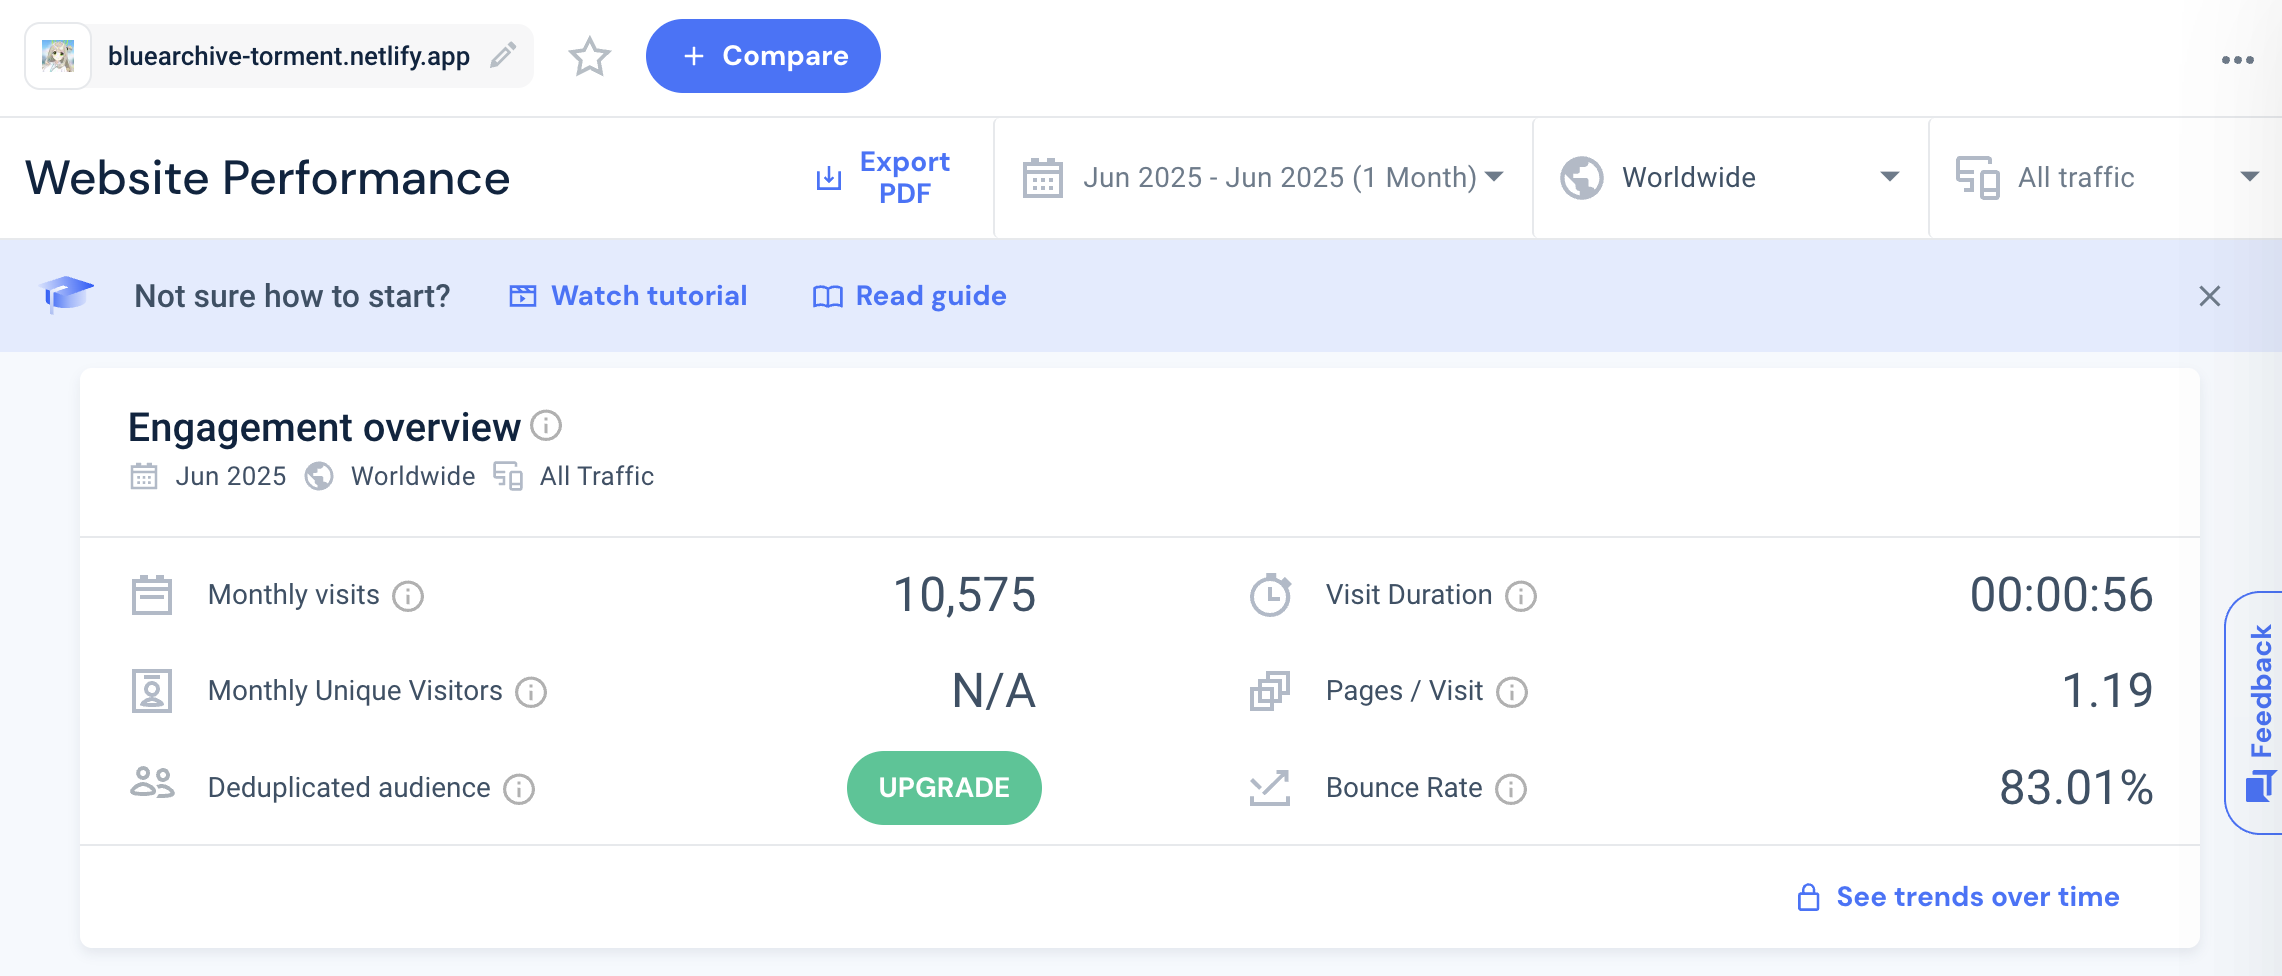 bluearchive-torment.netlify.app
+ Compare
Website Performance
Export PDF
Jun 2025 - Jun 2025 (1 Month)
Worldwide
All traffic
Not sure how to start?
Watch tutorial
Read guide
Engagement overview
Jun 2025 Worldwide All Traffic
Monthly visits 10,575
Visit Duration 00:00:56
Monthly Unique Visitors N/A
Pages / Visit 1.19
Deduplicated audience UPGRADE
Bounce Rate 83.01%
See trends over time
Feedback